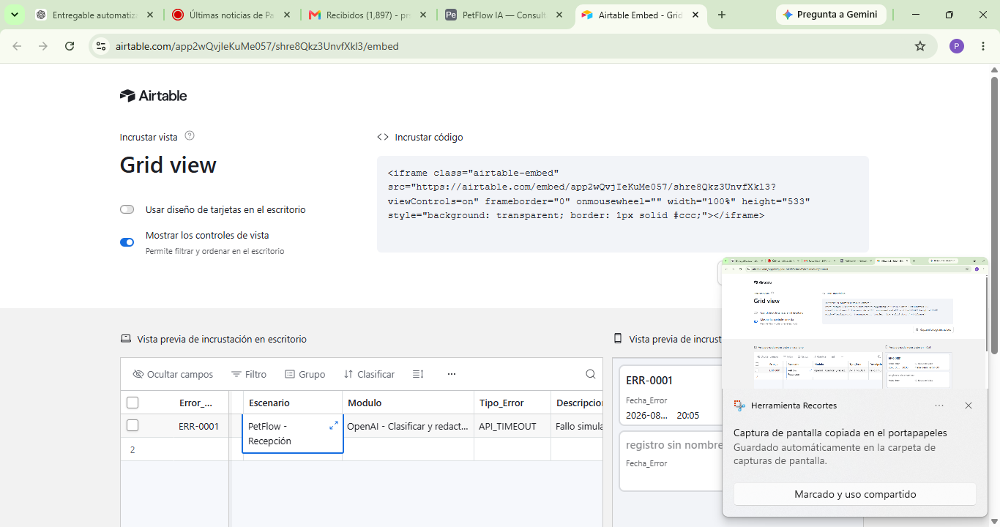 Entregable automatiz
Últimas noticias de Pa
Recibidos (1,897) - pr
PetFlow IA — Consult
Airtable Embed - Grid
Pregunta a Gemini
airtable.com/app2wQvjIeKuMe057/shre8Qkz3UnvfXkl3/embed
P
Airtable
Incrustar vista
Grid view
Usar diseño de tarjetas en el escritorio
Mostrar los controles de vista
Permite filtrar y ordenar en el escritorio
<> Incrustar código
<iframe class="airtable-embed"
src="https://airtable.com/embed/app2wQvjIeKuMe057/shre8Qkz3UnvfXkl3?
viewControls=on" frameborder="0" onmousewheel="" width="100%" height="533"
style="background: transparent; border: 1px solid #ccc;"></iframe>
Vista previa de incrustación en escritorio
Ocultar campos Filtro Grupo Clasificar ...
Error_... Escenario Modulo Tipo_Error Descripcion
ERR-0001 PetFlow - Recepción OpenAI - Clasificar y redact... API_TIMEOUT Fallo simula
2
Vista previa de incrust
ERR-0001
Fecha_Error
2026-08... 20:05
registro sin nombre
Fecha_Error
Airtable
Grid view
Herramienta Recortes
Captura de pantalla copiada en el portapapeles
Guardado automáticamente en la carpeta de
capturas de pantalla.
Marcado y uso compartido